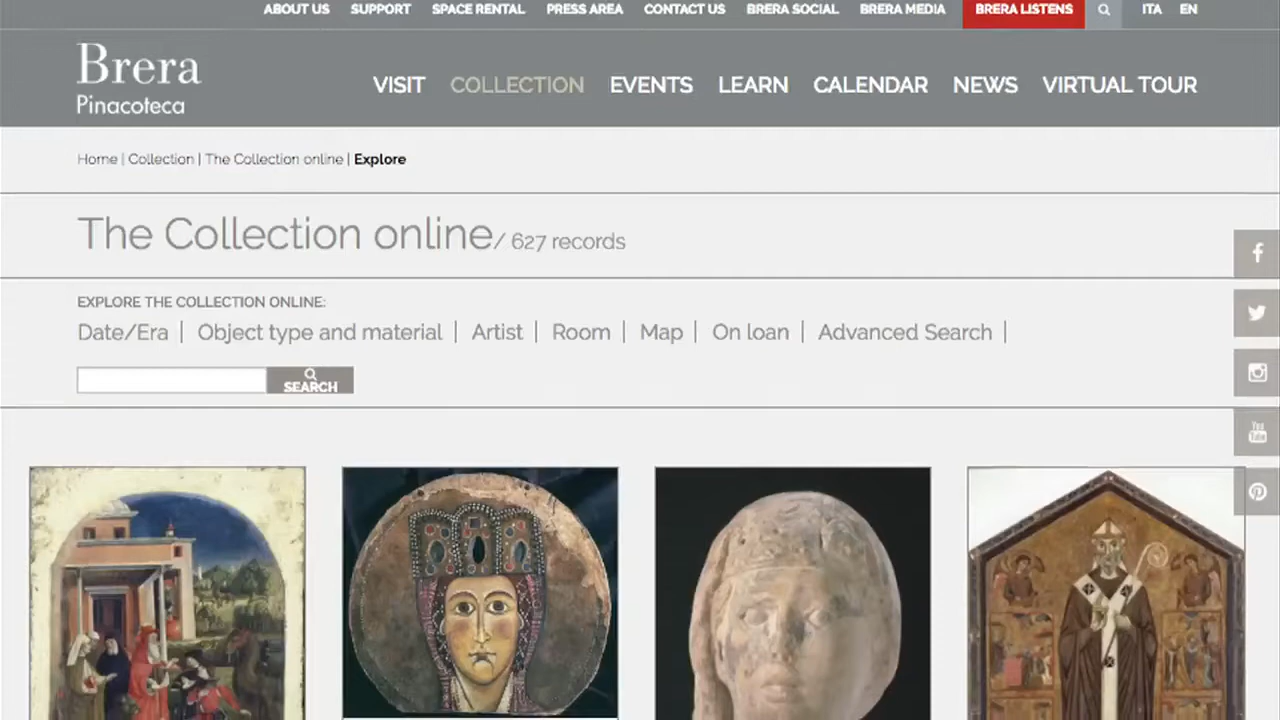 ABOUT US SUPPORT SPACE RENTAL PRESS AREA CONTACT US BRERA SOCIAL BRERA MEDIA BRERA LISTENS ITA EN
Brera
Pinacoteca
VISIT COLLECTION EVENTS LEARN CALENDAR NEWS VIRTUAL TOUR
Home | Collection | The Collection online | Explore
The Collection online/ 627 records
EXPLORE THE COLLECTION ONLINE:
Date/Era | Object type and material | Artist | Room | Map | On loan | Advanced Search |
SEARCH
You
Tube